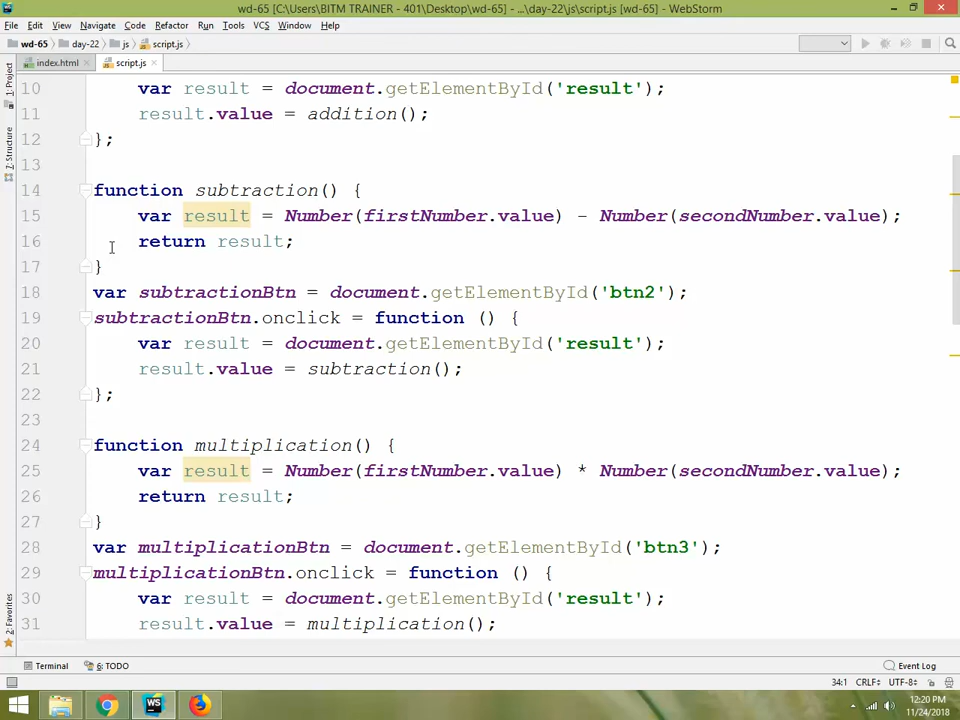 wd-65 [C:\Users\BITM TRAINER - 401\Desktop\wd-65] - ...\day-22\js\script.js [wd-65] - WebStorm
File Edit View Navigate Code Refactor Run Tools VCS Window Help
wd-65 day-22 js script.js
index.html script.js
1: Project
7: Structure
2: Favorites
10 var result = document.getElementById('result');
11 result.value = addition();
12 };
13
14 function subtraction() {
15 var result = Number(firstNumber.value) - Number(secondNumber.value);
16 return result;
17 }
18 var subtractionBtn = document.getElementById('btn2');
19 subtractionBtn.onclick = function () {
20 var result = document.getElementById('result');
21 result.value = subtraction();
22 };
23
24 function multiplication() {
25 var result = Number(firstNumber.value) * Number(secondNumber.value);
26 return result;
27 }
28 var multiplicationBtn = document.getElementById('btn3');
29 multiplicationBtn.onclick = function () {
30 var result = document.getElementById('result');
31 result.value = multiplication();
Terminal 6: TODO Event Log
34:1 CRLF UTF-8
WS
12:20 PM
11/24/2018